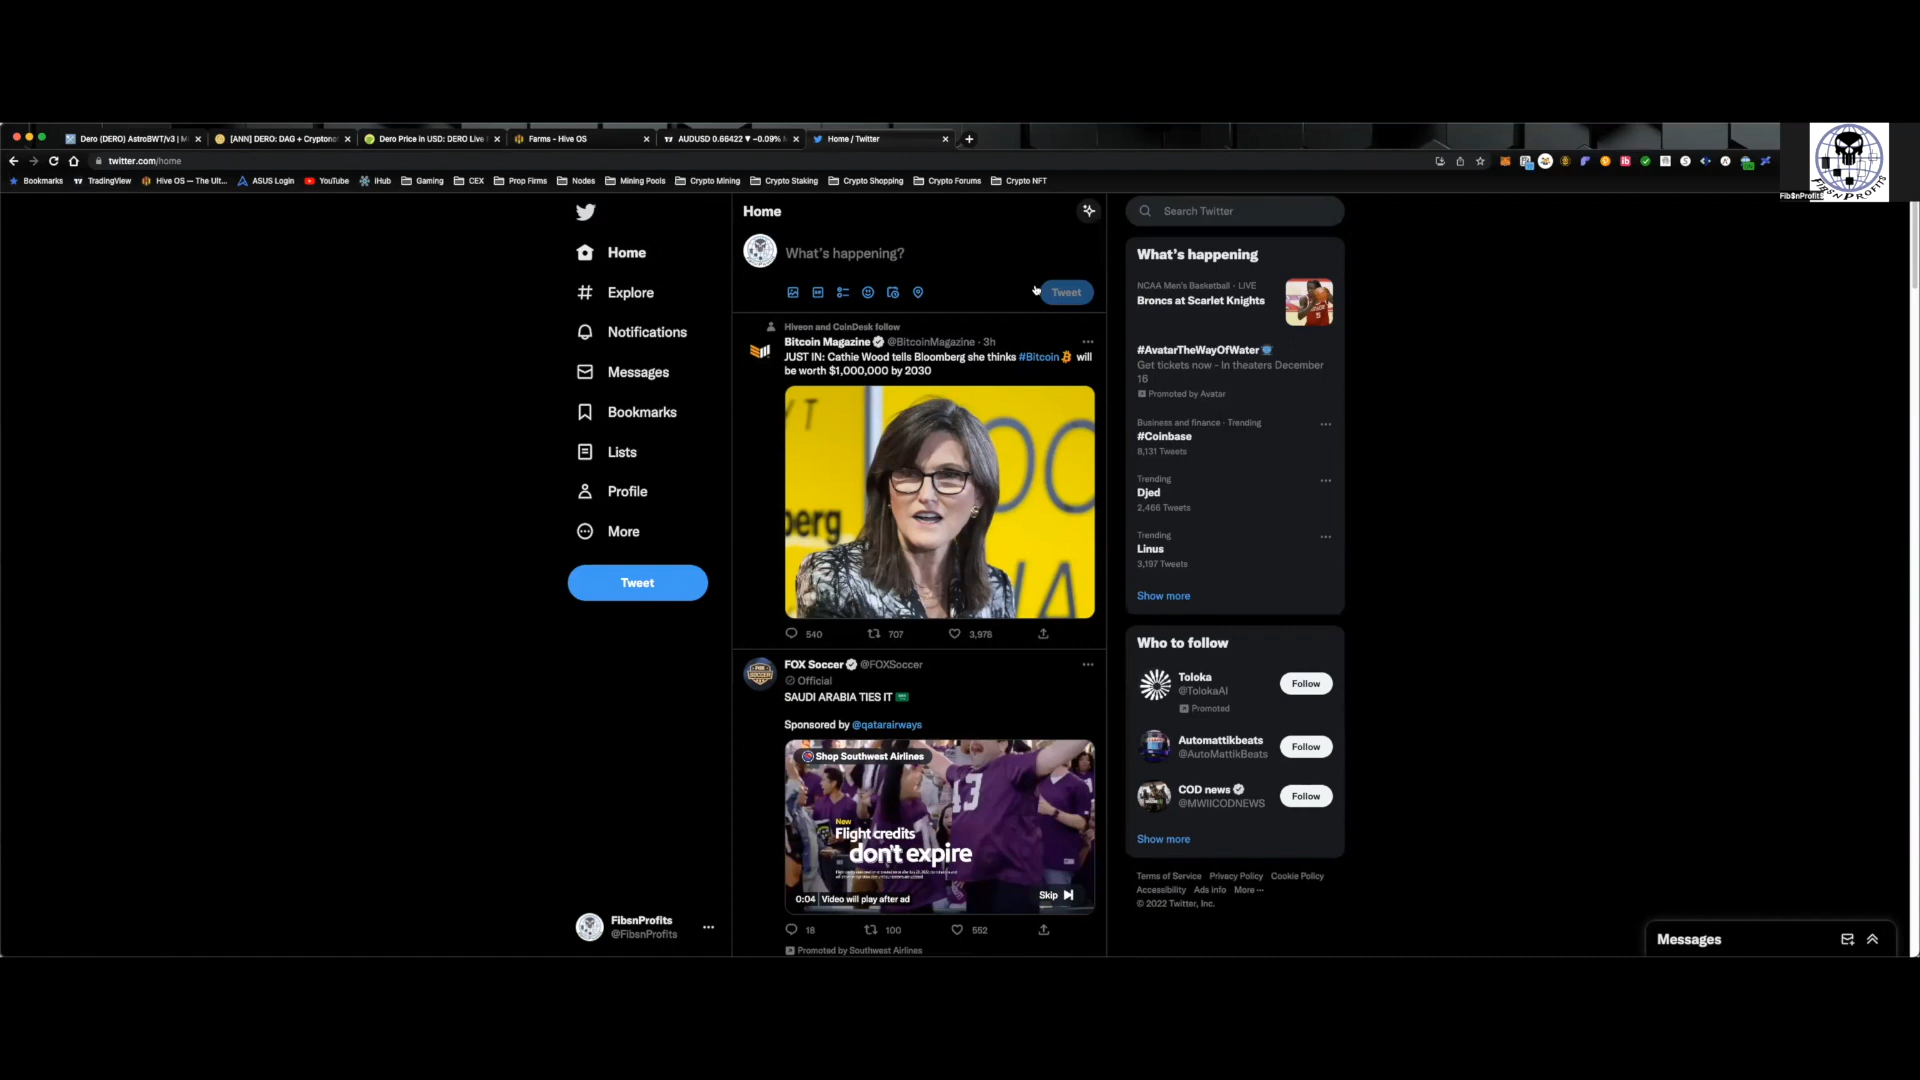 Dero (DERO) AstroBWT/v3 | M
[ANN] DERO: DAG + Cryptono
Dero Price in USD: DERO Live
Farms - Hive OS
AUDUSD 0.66422 ▼ −0.09%
Home / Twitter
twitter.com/home
Bookmarks
TradingView
Hive OS — The Ult...
ASUS Login
YouTube
iHub
Gaming
CEX
Prop Firms
Nodes
Mining Pools
Crypto Mining
Crypto Staking
Crypto Shopping
Crypto Forums
Crypto NFT
FIBSNPROFITS
Fib$nProfits
Home
Explore
Notifications
Messages
Bookmarks
Lists
Profile
More
Tweet
FibsnProfits
@FibsnProfits
Home
What's happening?
Tweet
Hiveon and CoinDesk follow
Bitcoin Magazine @BitcoinMagazine · 3h
JUST IN: Cathie Wood tells Bloomberg she thinks #Bitcoin will
be worth $1,000,000 by 2030
berg
540 707 3,978
FOX Soccer @FOXSoccer
Official
SAUDI ARABIA TIES IT
Sponsored by @qatarairways
Shop Southwest Airlines
13
New
Flight credits
don't expire
0:04 | Video will play after ad
Skip
18 100 552
Promoted by Southwest Airlines
Search Twitter
What's happening
NCAA Men's Basketball · LIVE
Broncs at Scarlet Knights
#AvatarTheWayOfWater
Get tickets now - In theaters December
16
Promoted by Avatar
Business and finance · Trending
#Coinbase
8,131 Tweets
Trending
Djed
2,466 Tweets
Trending
Linus
3,197 Tweets
Show more
Who to follow
Toloka
@TolokaAI
Follow
Promoted
Automattikbeats
@AutoMattikBeats
Follow
COD news
@MWIICODNEWS
Follow
Show more
Terms of Service Privacy Policy Cookie Policy
Accessibility Ads info More ···
© 2022 Twitter, Inc.
Messages